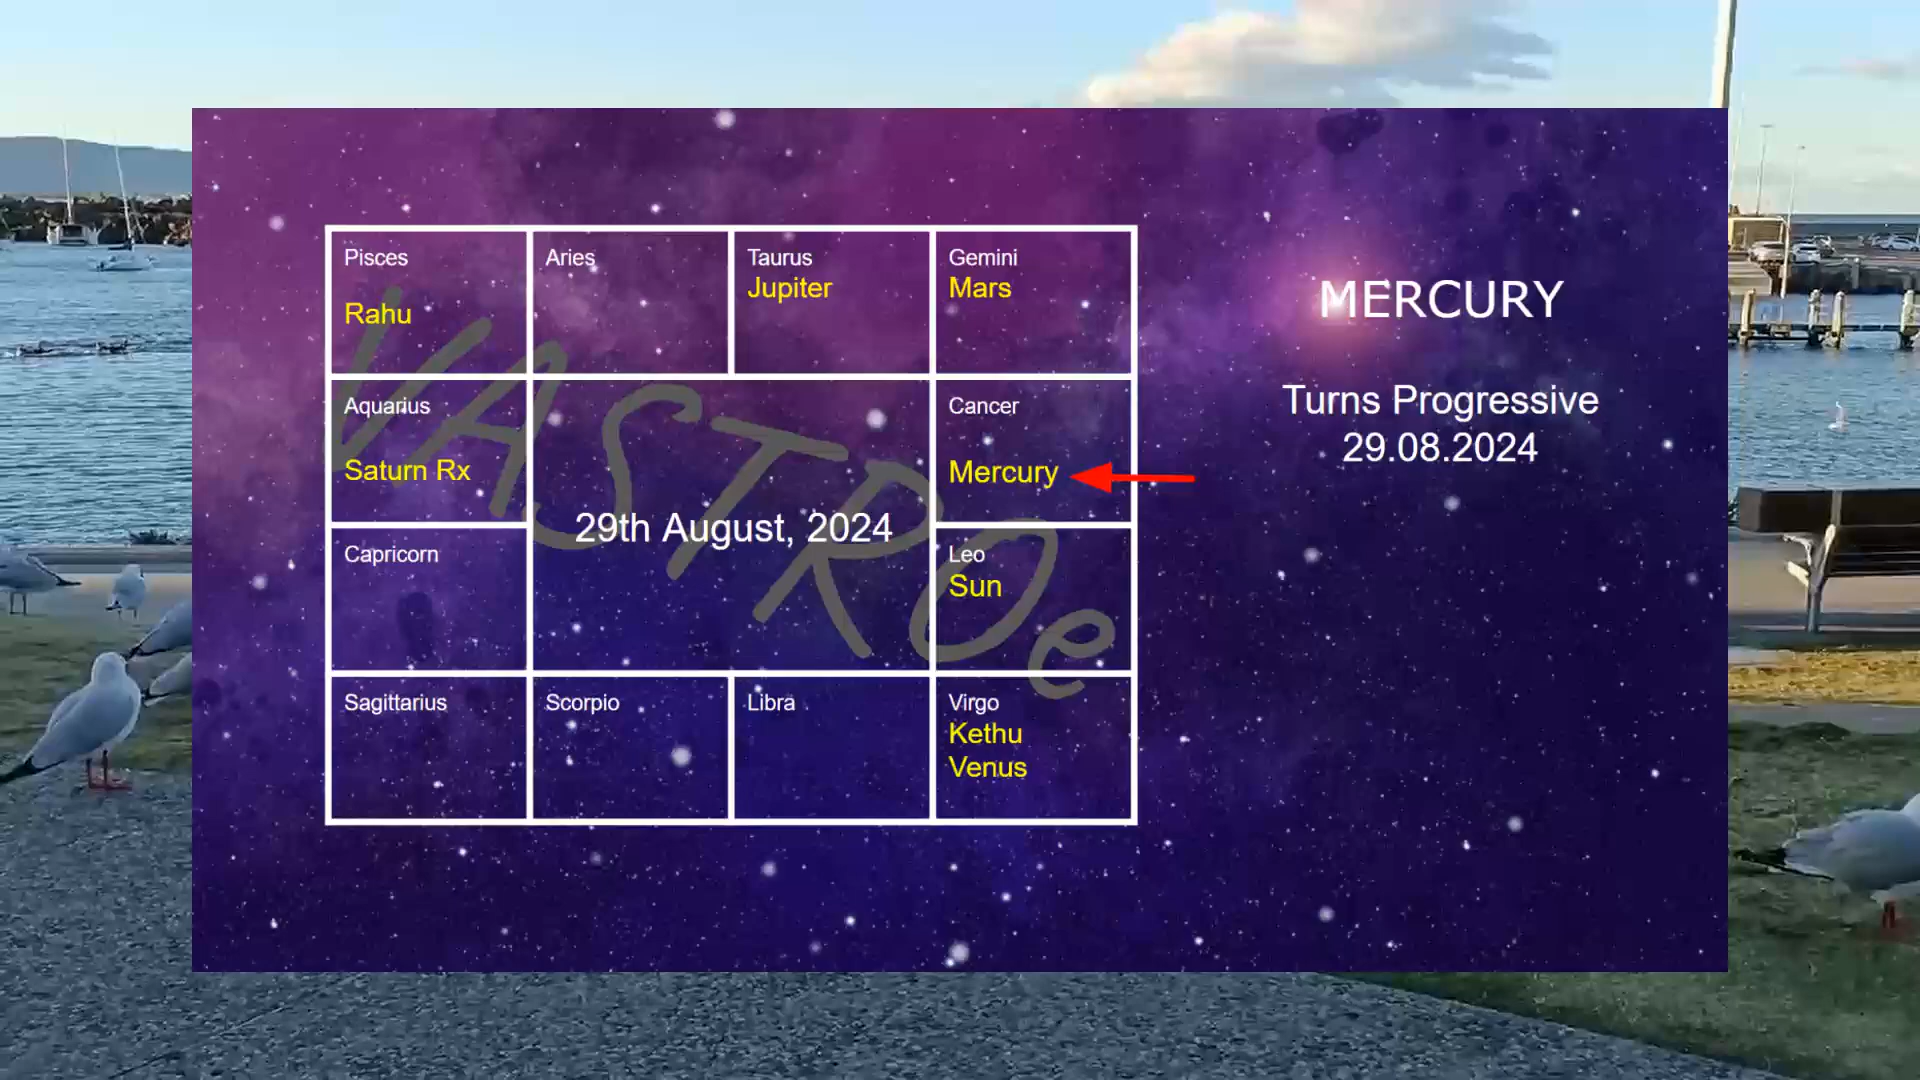 Pisces
Rahu
Aries
Taurus
Jupiter
Gemini
Mars
Aquarius
Saturn Rx
Cancer
Mercury
29th August, 2024
Capricorn
Leo
Sun
Sagittarius
Scorpio
Libra
Virgo
Kethu
Venus
VASTROe
MERCURY
Turns Progressive
29.08.2024